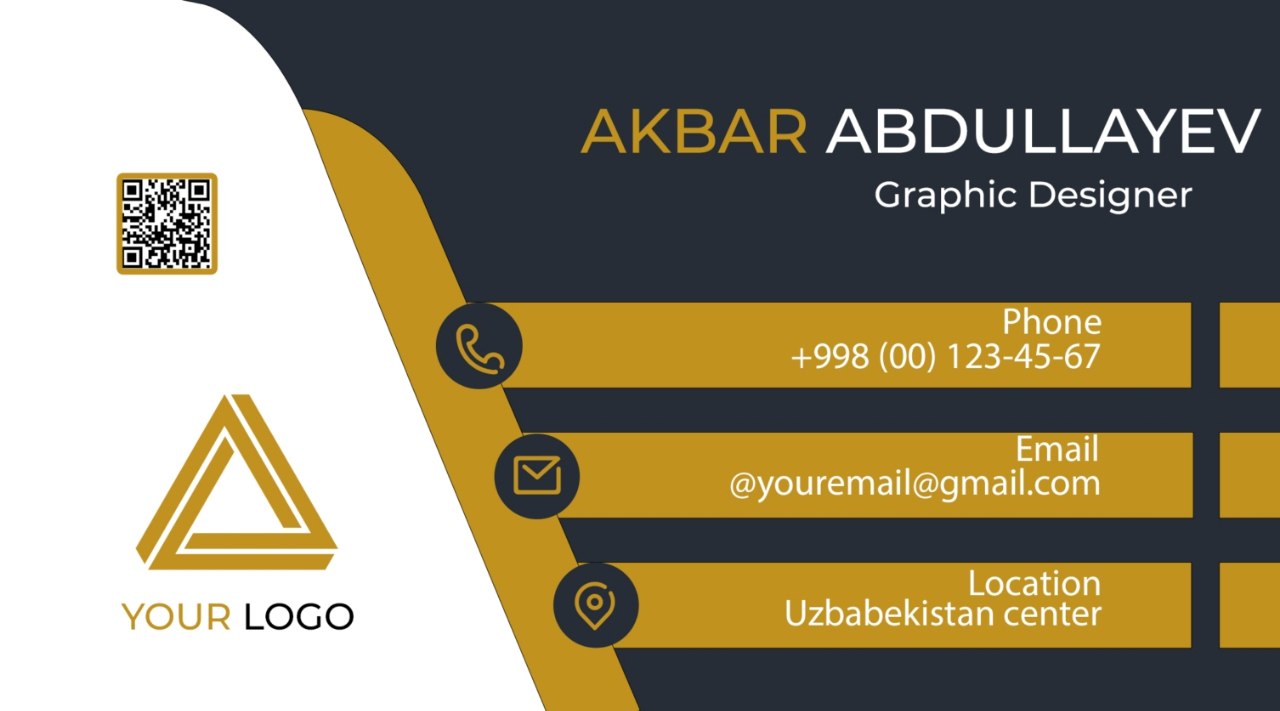 AKBAR ABDULLAYEV
Graphic Designer
Phone
+998 (00) 123-45-67
Email
@youremail@gmail.com
Location
Uzbabekistan center
YOUR LOGO